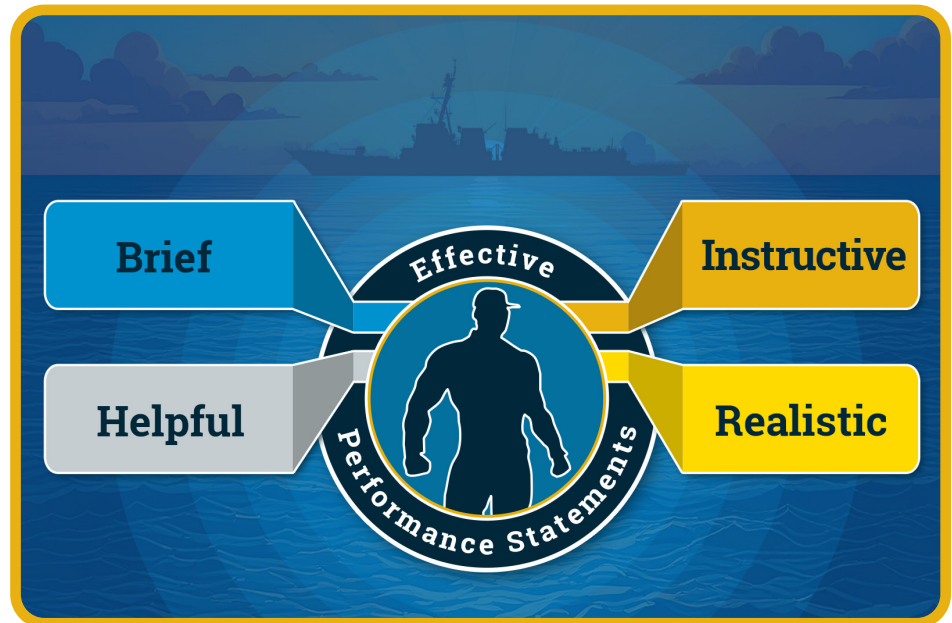 Brief
Instructive
Effective
Helpful
Realistic
Performance Statements